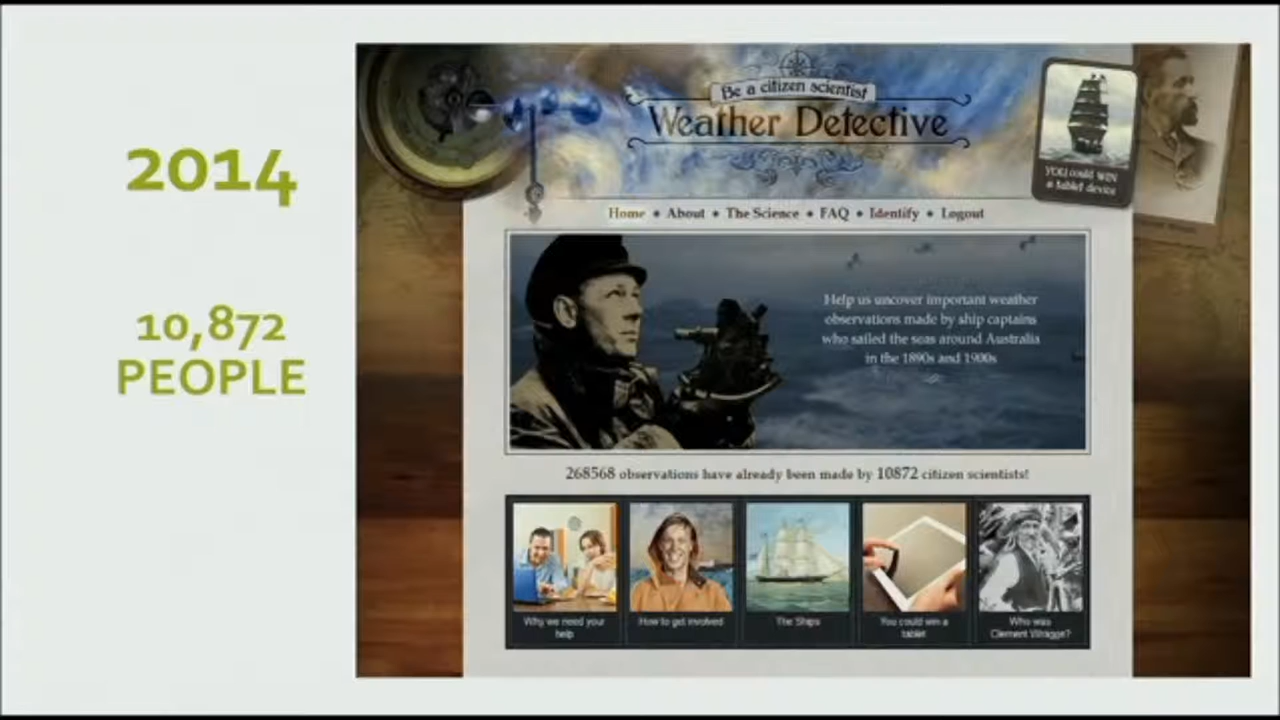 2014
10,872
PEOPLE
Be a citizen scientist
Weather Detective
YOU could WIN
a tablet device
Home • About • The Science • FAQ • Identify • Logout
Help us uncover important weather
observations made by ship captains
who sailed the seas around Australia
in the 1890s and 1900s
268568 observations have already been made by 10872 citizen scientists!
Why we need your
help
How to get involved
The Ships
You could win a
tablet
Who was
Clement Wragge?